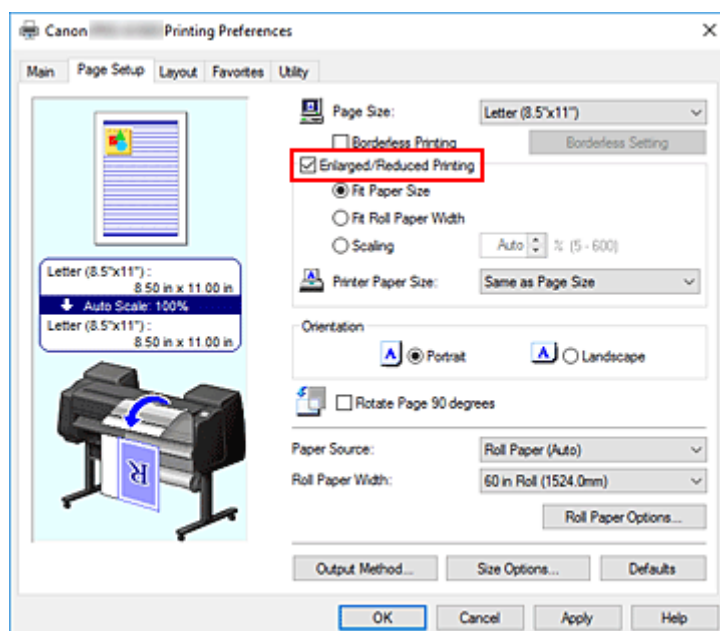 Canon Printing Preferences
Main Page Setup Layout Favorites Utility
Page Size: Letter (8.5"x11")
Borderless Printing Borderless Setting
Enlarged/Reduced Printing
Fit Paper Size
Fit Roll Paper Width
Scaling Auto % (5 - 600)
Printer Paper Size: Same as Page Size
Letter (8.5"x11") :
8.50 in x 11.00 in
Auto Scale: 100%
Letter (8.5"x11") :
8.50 in x 11.00 in
Orientation
A Portrait A Landscape
Rotate Page 90 degrees
R
Paper Source: Roll Paper (Auto)
Roll Paper Width: 60 in Roll (1524.0mm)
Roll Paper Options...
Output Method... Size Options... Defaults
OK Cancel Apply Help